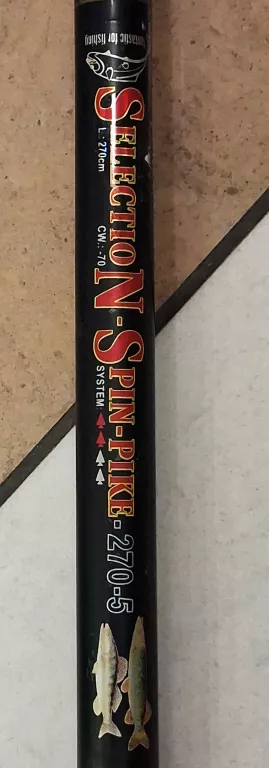 fantastic for fishing
SELECTION-SPIN-PIKE-270-5
L: 270cm
CW.: -70
SYSTEM: